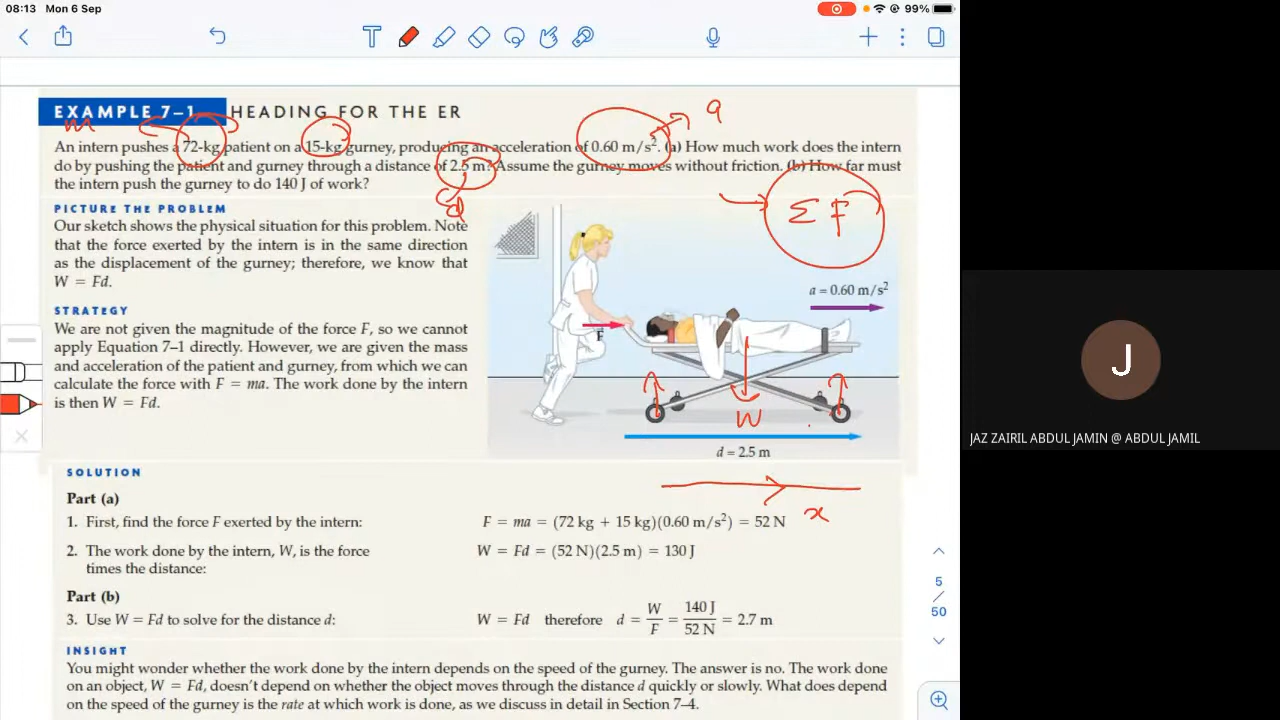 08:13 Mon 6 Sep
99%
EXAMPLE 7–1 HEADING FOR THE ER
m
a
An intern pushes a 72-kg patient on a 15-kg gurney, producing an acceleration of 0.60 m/s². (a) How much work does the intern
do by pushing the patient and gurney through a distance of 2.5 m? Assume the gurney moves without friction. (b) How far must
the intern push the gurney to do 140 J of work?
d
Σ F
PICTURE THE PROBLEM
Our sketch shows the physical situation for this problem. Note
that the force exerted by the intern is in the same direction
as the displacement of the gurney; therefore, we know that
W = Fd.
STRATEGY
We are not given the magnitude of the force F, so we cannot
apply Equation 7–1 directly. However, we are given the mass
and acceleration of the patient and gurney, from which we can
calculate the force with F = ma. The work done by the intern
is then W = Fd.
a = 0.60 m/s²
F
W
d = 2.5 m
x
SOLUTION
Part (a)
1. First, find the force F exerted by the intern: F = ma = (72 kg + 15 kg)(0.60 m/s²) = 52 N
2. The work done by the intern, W, is the force W = Fd = (52 N)(2.5 m) = 130 J
times the distance:
Part (b)
3. Use W = Fd to solve for the distance d: W = Fd therefore d = W/F = 140 J/52 N = 2.7 m
INSIGHT
You might wonder whether the work done by the intern depends on the speed of the gurney. The answer is no. The work done
on an object, W = Fd, doesn't depend on whether the object moves through the distance d quickly or slowly. What does depend
on the speed of the gurney is the rate at which work is done, as we discuss in detail in Section 7–4.
5
/
50
J
JAZ ZAIRIL ABDUL JAMIN @ ABDUL JAMIL